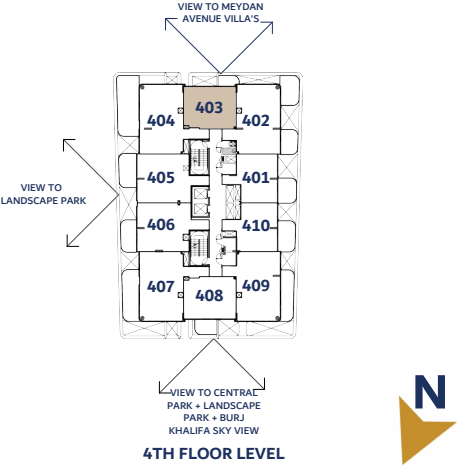 VIEW TO MEYDAN
AVENUE VILLA'S
403
404
402
405
401
VIEW TO
LANDSCAPE PARK
406
410
407
409
408
VIEW TO CENTRAL
PARK + LANDSCAPE
PARK + BURJ
KHALIFA SKY VIEW
4TH FLOOR LEVEL
N